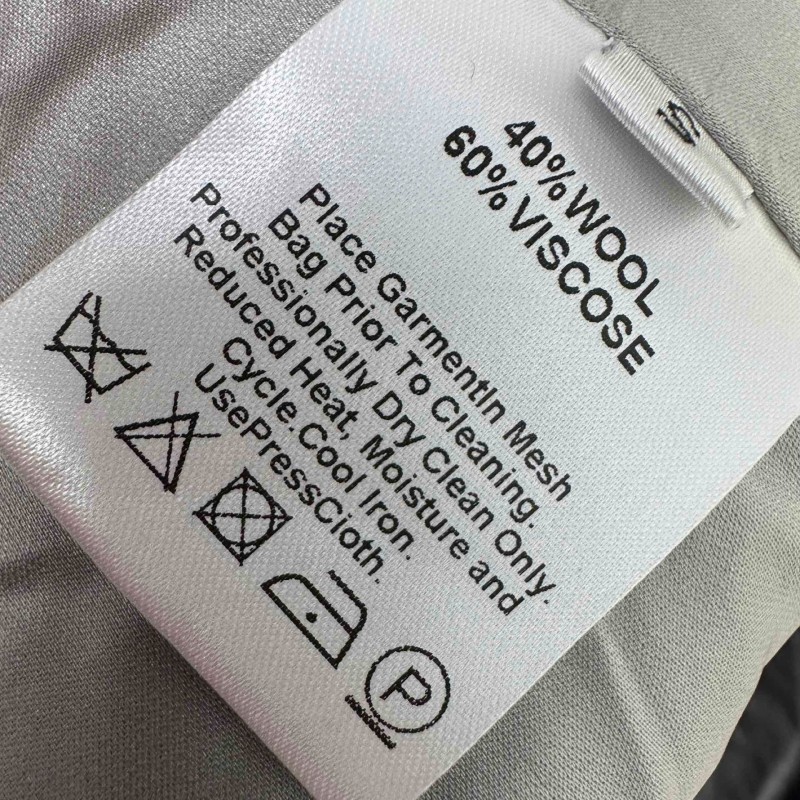 40%WOOL
60%VISCOSE
Place GarmentIn Mesh
Bag Prior To Cleaning.
Professionally Dry Clean Only.
Reduced Heat, Moisture and
Cycle.Cool Iron.
UsePressCloth.
P